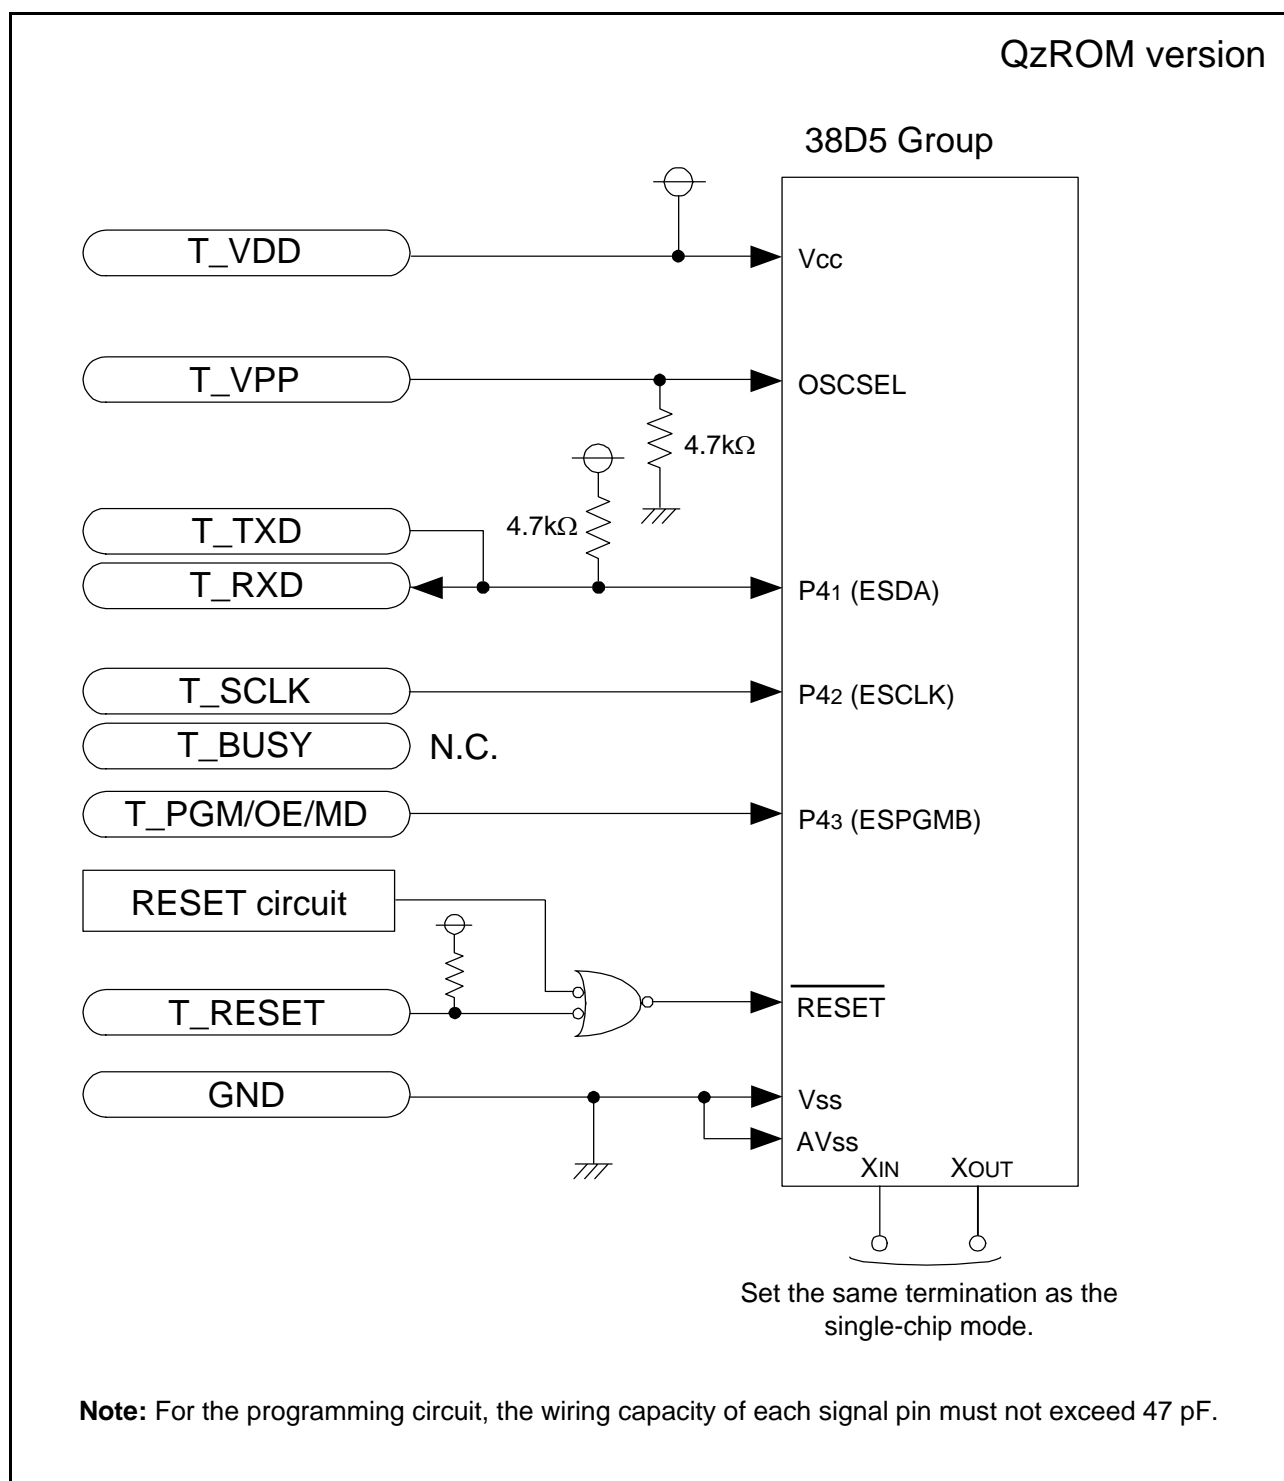 QzROM version
38D5 Group
T_VDD
Vcc
T_VPP
OSCSEL
4.7kΩ
T_TXD
4.7kΩ
T_RXD
P41 (ESDA)
T_SCLK
P42 (ESCLK)
T_BUSY
N.C.
T_PGM/OE/MD
P43 (ESPGMB)
RESET circuit
T_RESET
RESET
GND
Vss
AVss
XIN
XOUT
Set the same termination as the
single-chip mode.
Note: For the programming circuit, the wiring capacity of each signal pin must not exceed 47 pF.